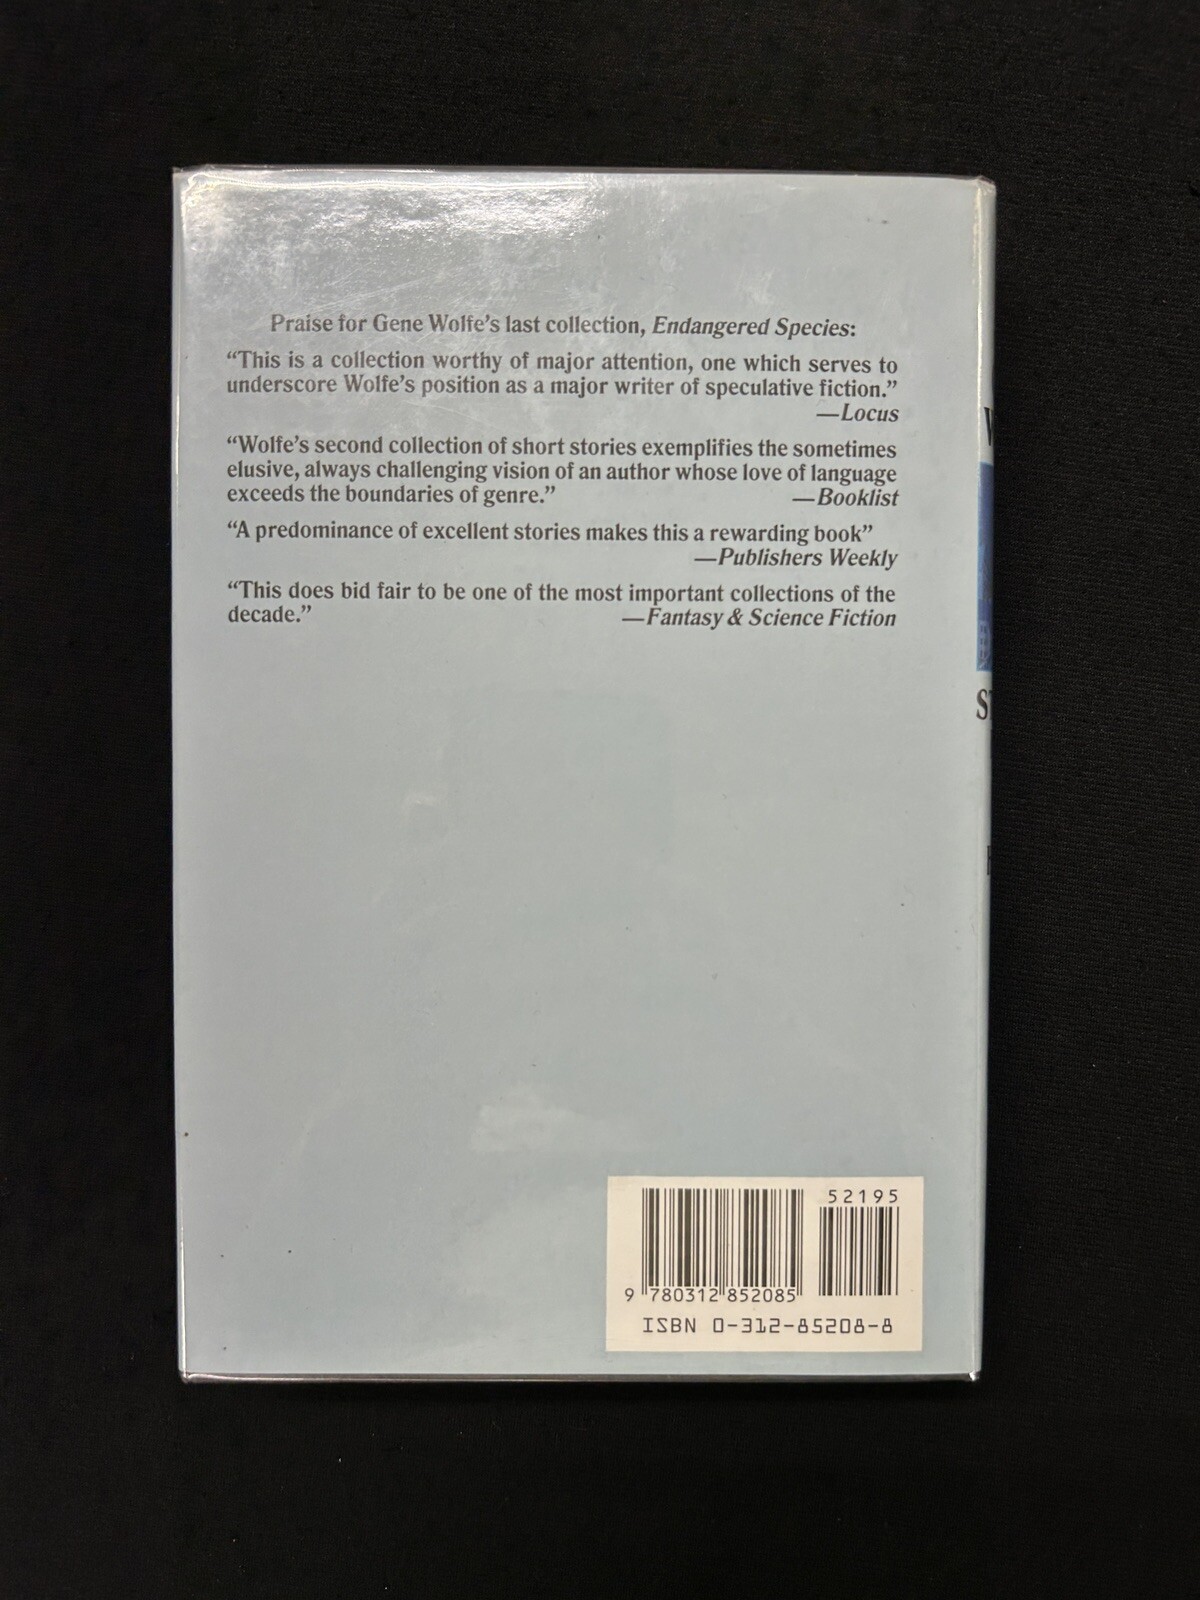 Praise for Gene Wolfe's last collection, Endangered Species:
“This is a collection worthy of major attention, one which serves to
underscore Wolfe's position as a major writer of speculative fiction.”
—Locus
“Wolfe's second collection of short stories exemplifies the sometimes
elusive, always challenging vision of an author whose love of language
exceeds the boundaries of genre.” —Booklist
“A predominance of excellent stories makes this a rewarding book”
—Publishers Weekly
“This does bid fair to be one of the most important collections of the
decade.” —Fantasy & Science Fiction
52195
9 780312 852085
ISBN 0-312-85208-8